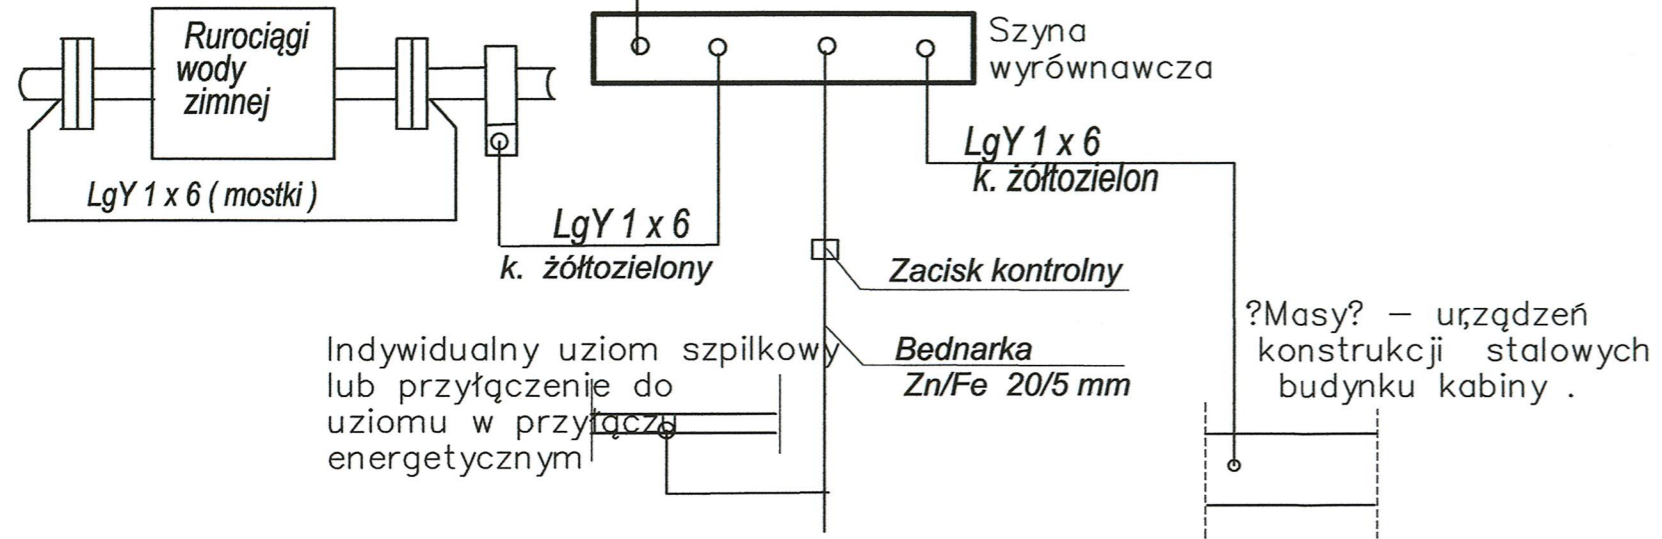 Rurociągi
wody
zimnej
LgY 1 x 6 ( mostki )
Szyna
wyrównawcza
LgY 1 x 6
k. żółtozielony
LgY 1 x 6
k. żółtozielon
Zacisk kontrolny
Bednarka
Zn/Fe 20/5 mm
Indywidualny uziom szpilkowy
lub przyłączenie do
uziomu w przyłączu
energetycznym
?Masy? – urządzeń
konstrukcji stalowych
budynku kabiny .